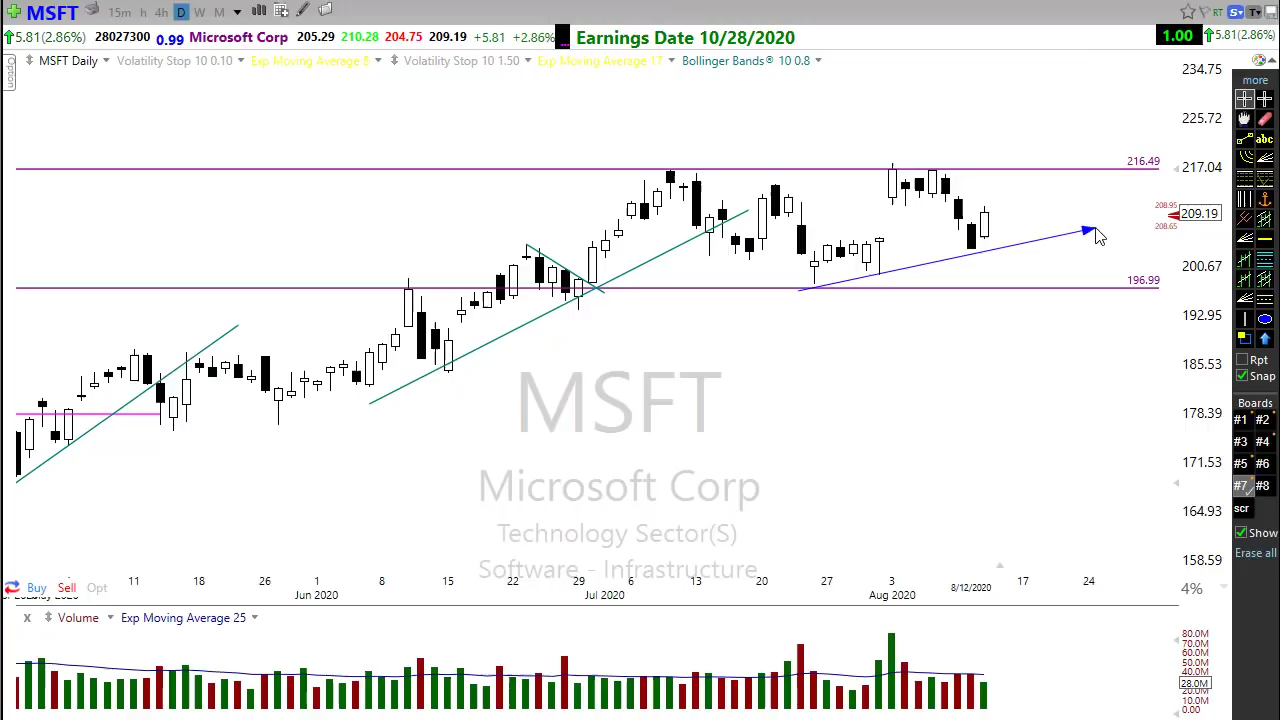 MSFT 15m 1h 4h D W M RT S T
5.81(2.86%) 28027300 0.99 Microsoft Corp 205.29 210.28 204.75 209.19 +5.81 +2.86% Earnings Date 10/28/2020 1.00 5.81(2.86%)
Option
MSFT Daily Volatility Stop 10 0.10 Exp Moving Average 8 Volatility Stop 10 1.50 Exp Moving Average 17 Bollinger Bands® 10 0.8
234.75
225.72
217.04
216.49
208.95
209.19
208.65
200.67
196.99
192.95
185.53
178.39
171.53
164.93
158.59
MSFT
Microsoft Corp
Technology Sector(S)
Software - Infrastructure
more
abc
Rpt
Snap
Boards
#1 #2
#3 #4
#5 #6
#7 #8
scr
Show
Erase all
Buy Sell Opt
11 18 26 1 8 15 22 29 6 13 20 27 3 8/12/2020 17 24
Jun 2020 Jul 2020 Aug 2020
4%
x Volume Exp Moving Average 25
80.0M
70.0M
60.0M
50.0M
40.0M
28.0M
20.0M
10.0M
0.00